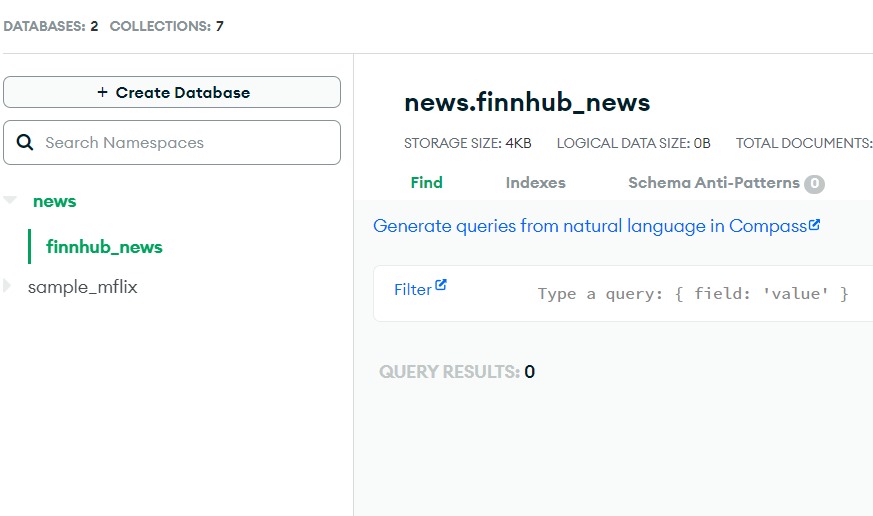 DATABASES: 2 COLLECTIONS: 7
+ Create Database
Search Namespaces
news
finnhub_news
sample_mflix
news.finnhub_news
STORAGE SIZE: 4KB LOGICAL DATA SIZE: 0B TOTAL DOCUMENTS:
Find Indexes Schema Anti-Patterns 0
Generate queries from natural language in Compass
Filter Type a query: { field: 'value' }
QUERY RESULTS: 0